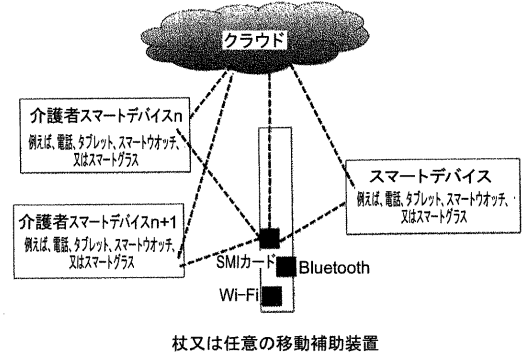 クラウド
介護者スマートデバイスn
例えば、電話、タブレット、スマートウオッチ、
又はスマートグラス
スマートデバイス
例えば、電話、タブレット、スマートウオッチ、
又はスマートグラス
介護者スマートデバイスn+1
例えば、電話、タブレット、スマートウオッチ、
又はスマートグラス
SMIカード
Bluetooth
Wi-Fi
杖又は任意の移動補助装置